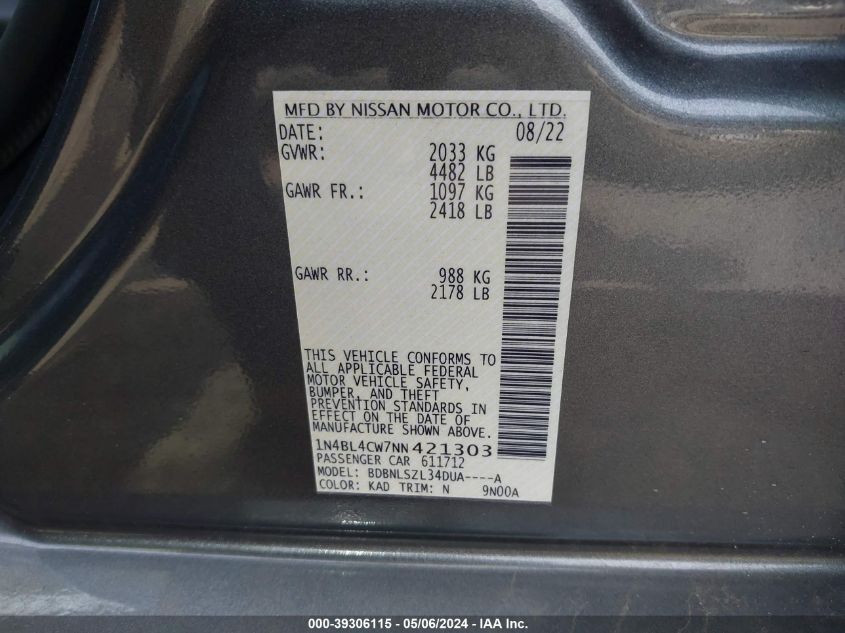 MFD BY NISSAN MOTOR CO., LTD.
DATE: 08/22
GVWR: 2033 KG
4482 LB
GAWR FR.: 1097 KG
2418 LB
GAWR RR.: 988 KG
2178 LB
THIS VEHICLE CONFORMS TO
ALL APPLICABLE FEDERAL
MOTOR VEHICLE SAFETY,
BUMPER, AND THEFT
PREVENTION STANDARDS IN
EFFECT ON THE DATE OF
MANUFACTURE SHOWN ABOVE.
1N4BL4CW7NN421303
PASSENGER CAR 611712
MODEL: BDBNLSZL34DUA----A
COLOR: KAD TRIM: N 9N00A
000-39306115 - 05/06/2024 - IAA Inc.